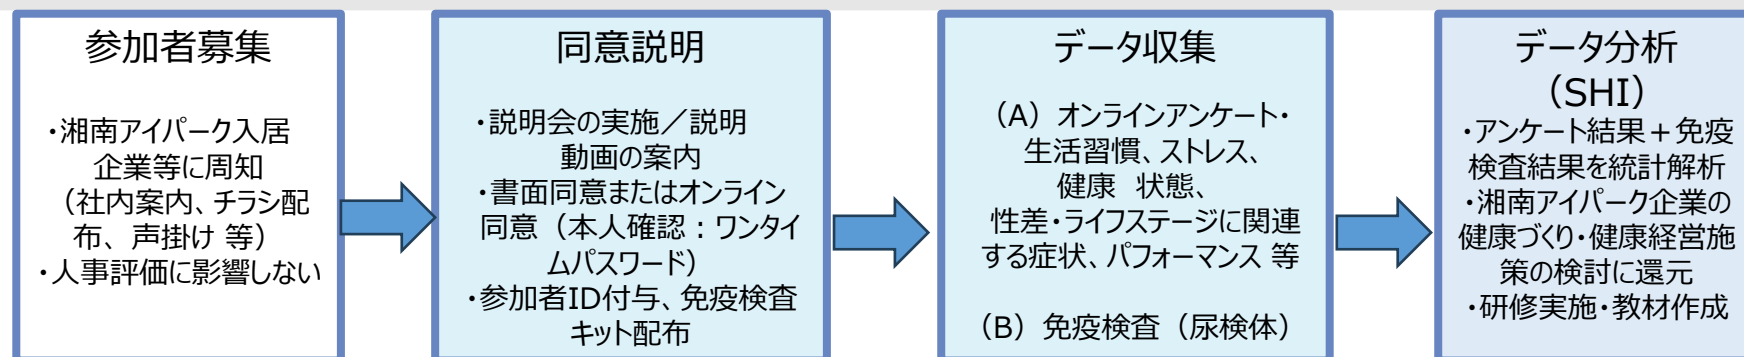 参加者募集
・湘南アイパーク入居
企業等に周知
（社内案内、チラシ配
布、声掛け 等）
・人事評価に影響しない
同意説明
・説明会の実施／説明
動画の案内
・書面同意またはオンライン
同意（本人確認：ワンタイ
ムパスワード）
・参加者ID付与、免疫検査
キット配布
データ収集
（A）オンラインアンケート・
生活習慣、ストレス、
健康 状態、
性差・ライフステージに関連
する症状、パフォーマンス 等
（B）免疫検査（尿検体）
データ分析
（SHI）
・アンケート結果＋免疫
検査結果を統計解析
・湘南アイパーク企業の
健康づくり・健康経営施
策の検討に還元
・研修実施・教材作成